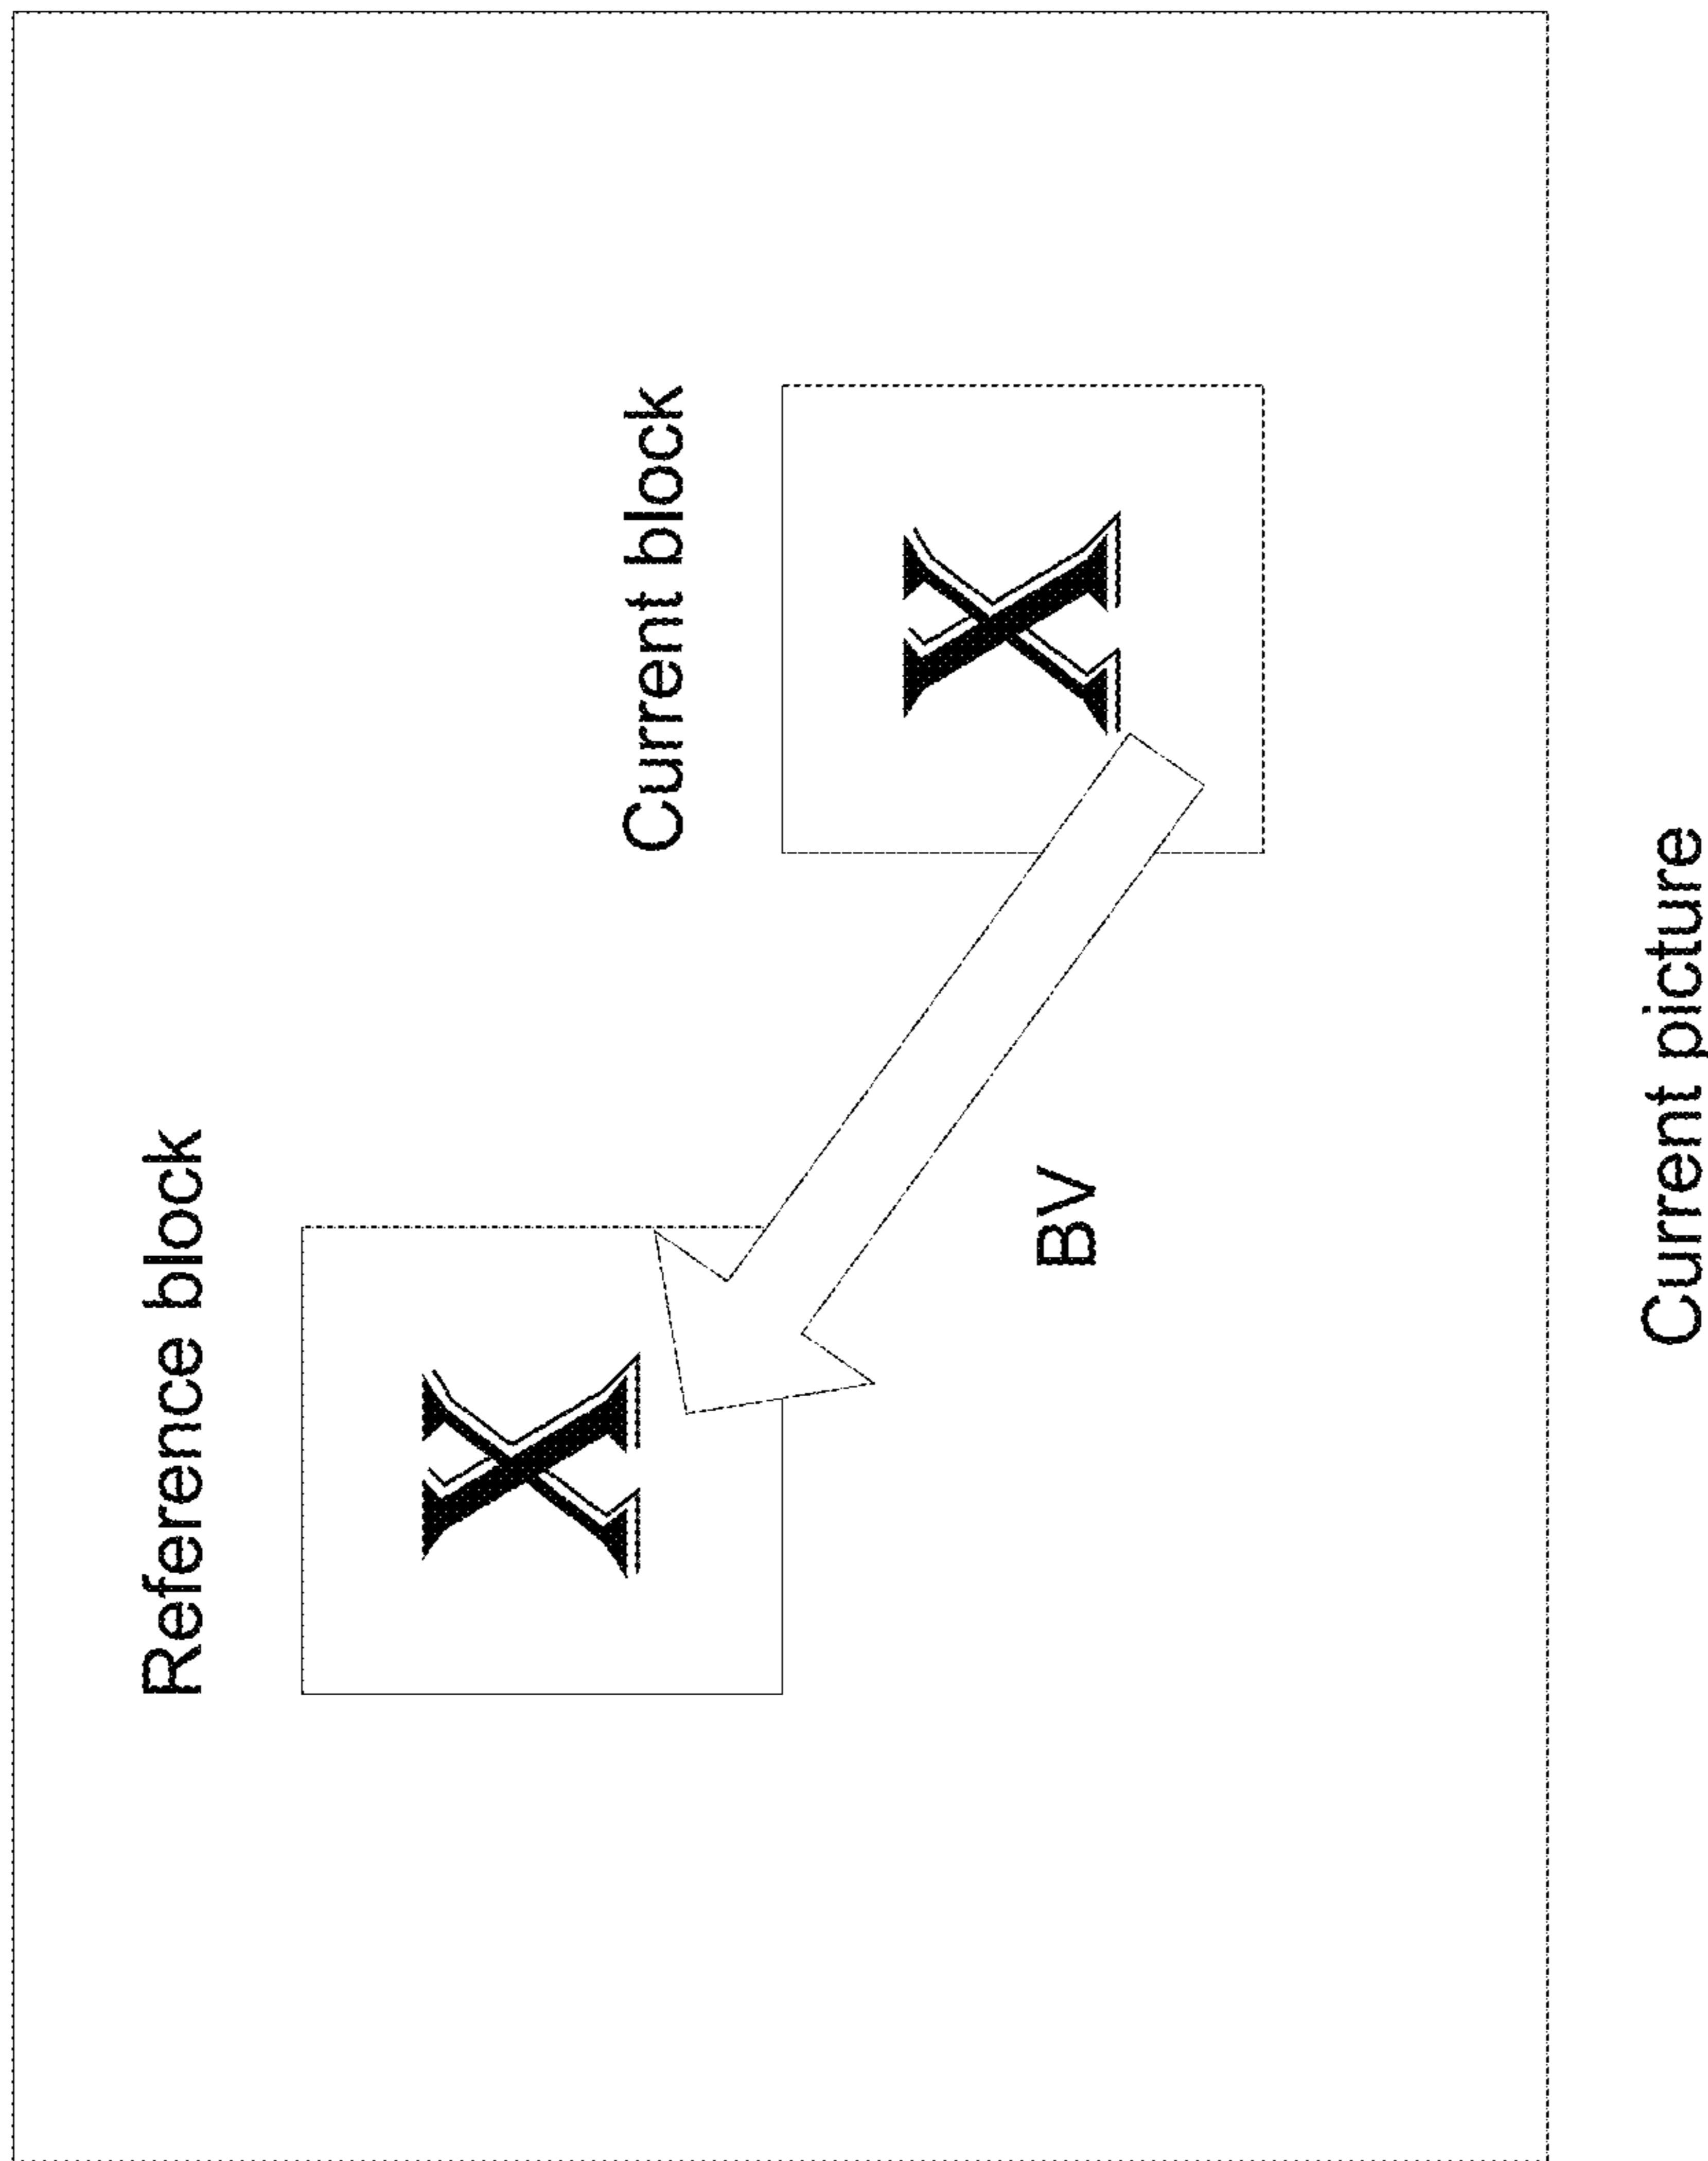 Reference block
X
Current block
X
BV
Current picture